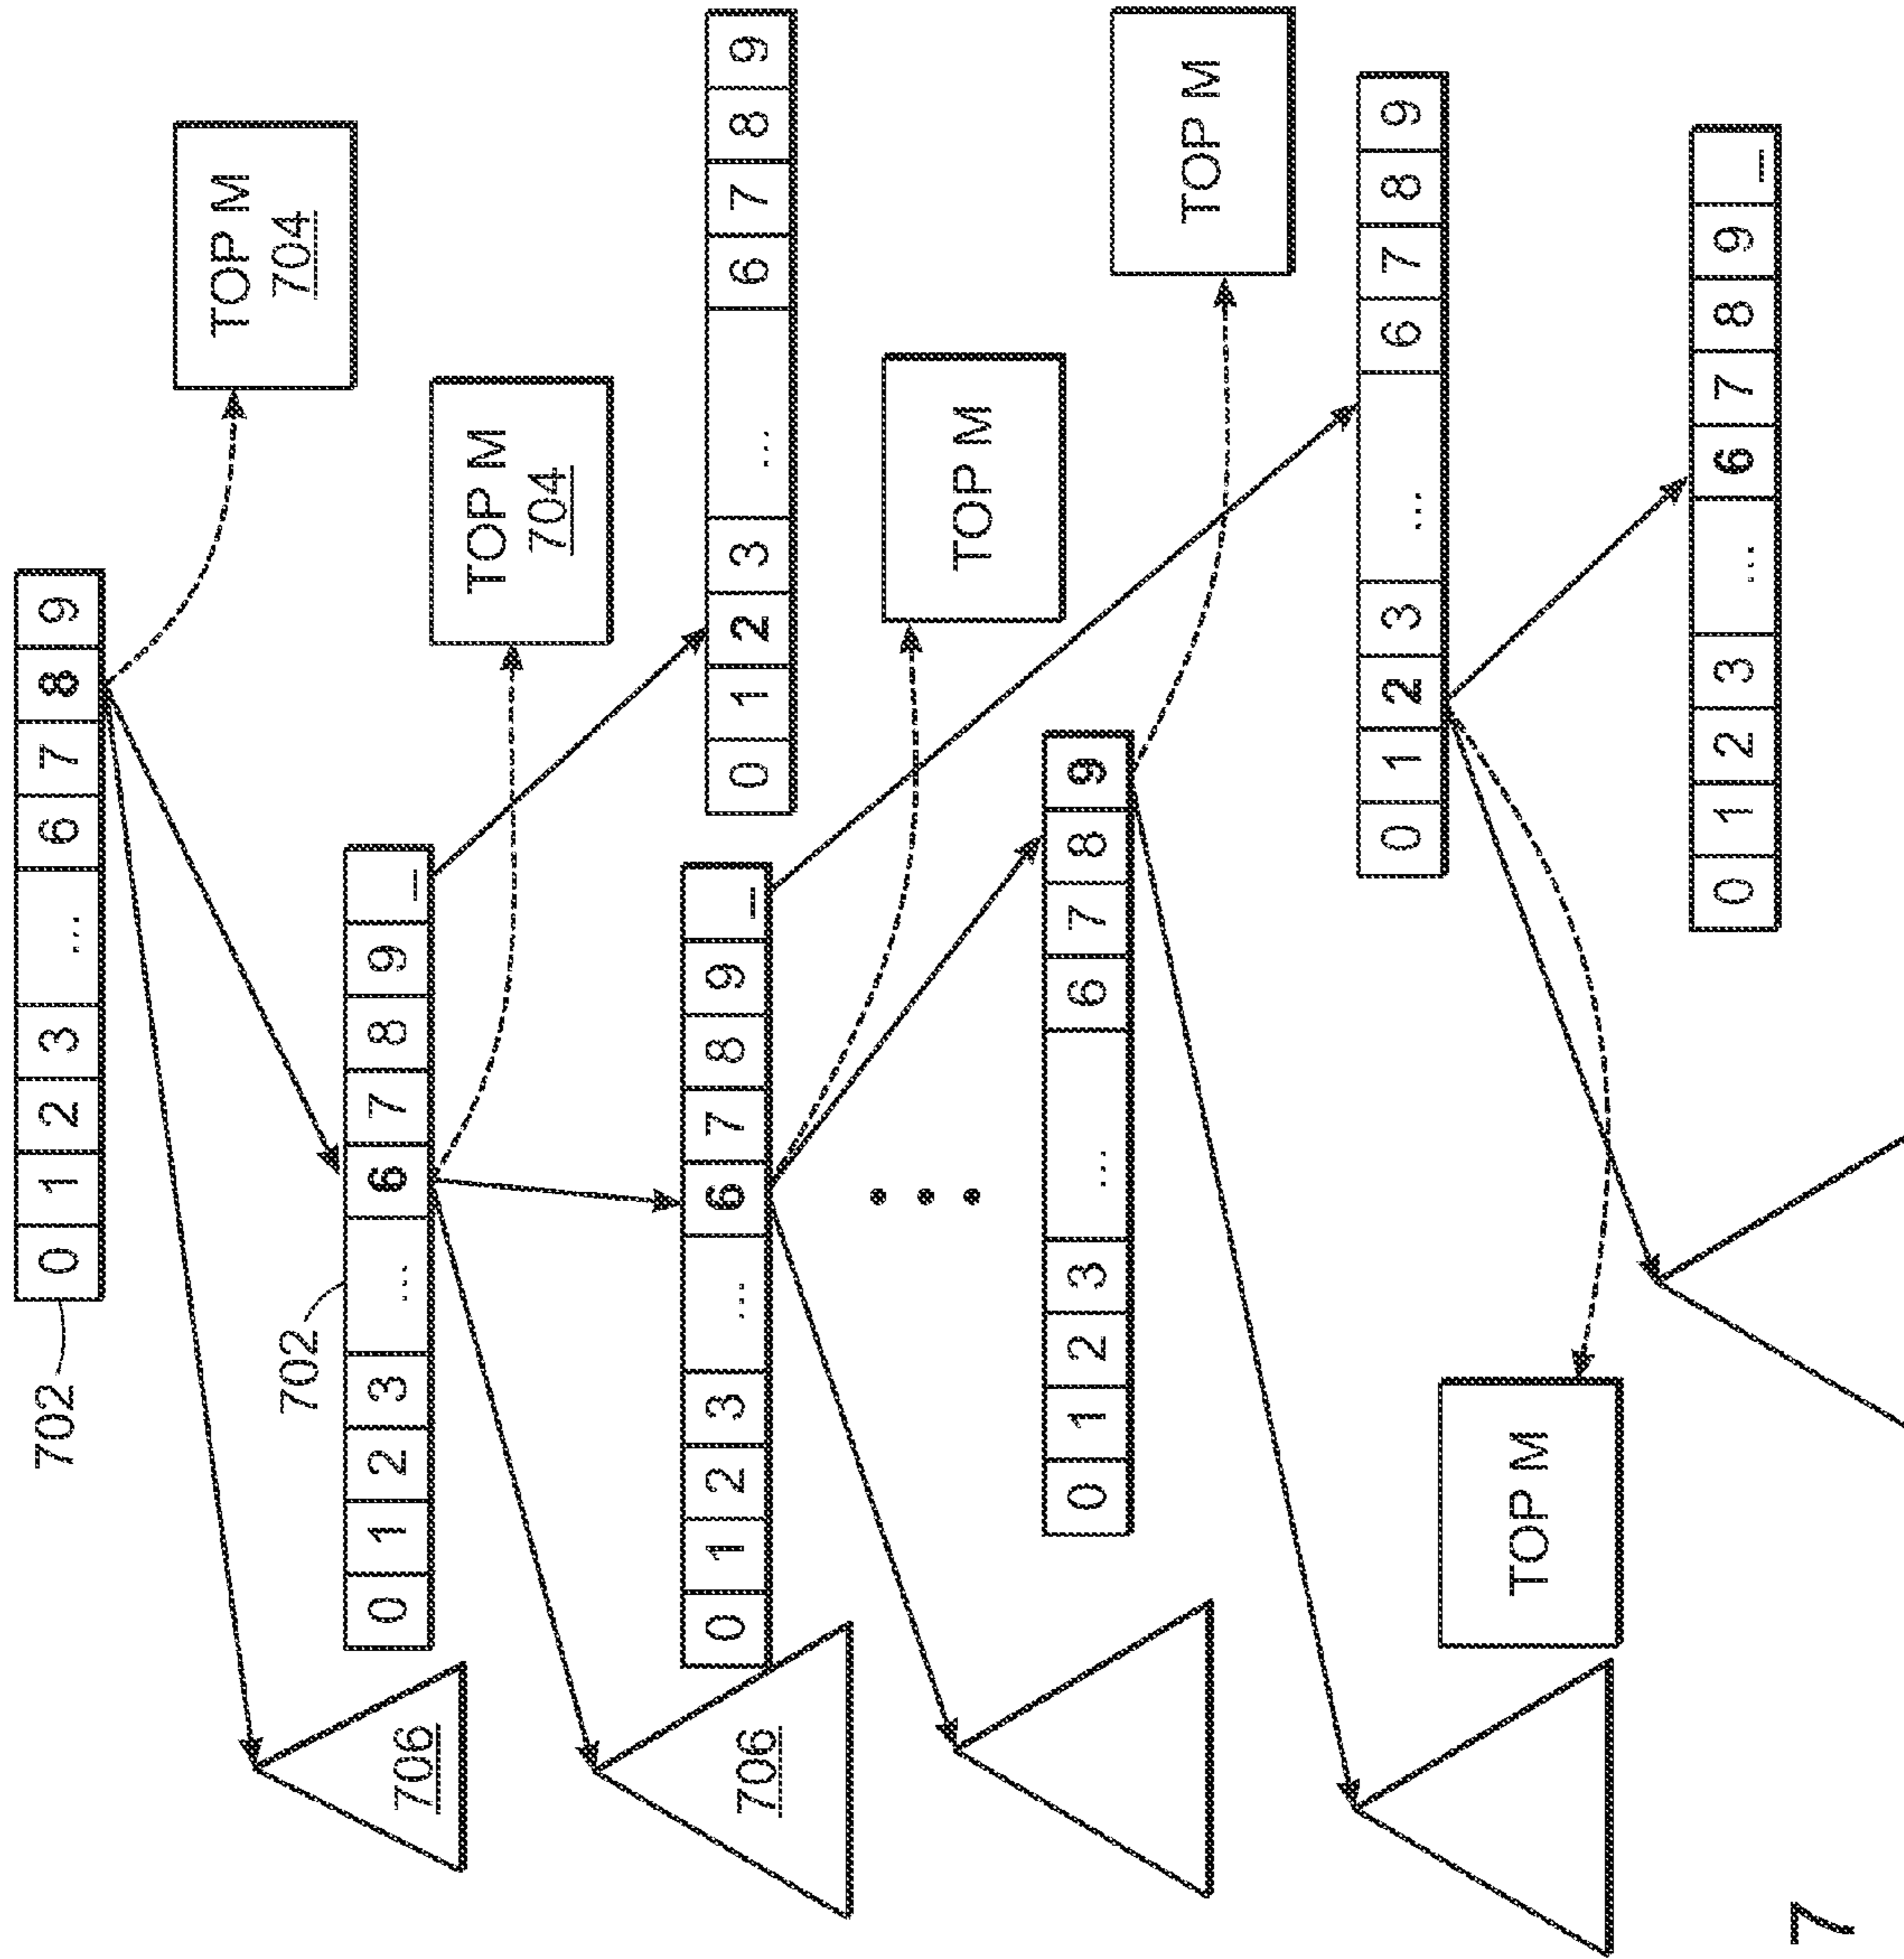 702
0 1 2 3 ... 6 7 8 9
TOP M
704
702
0 1 2 3 ... 6 7 8 9 _
TOP M
704
706
0 1 2 3 ... 6 7 8 9
0 1 2 3 ... 6 7 8 9 _
706
TOP M
0 1 2 3 ... 6 7 8 9
TOP M
0 1 2 3 ... 6 7 8 9
TOP M
0 1 2 3 ... 6 7 8 9 _
7